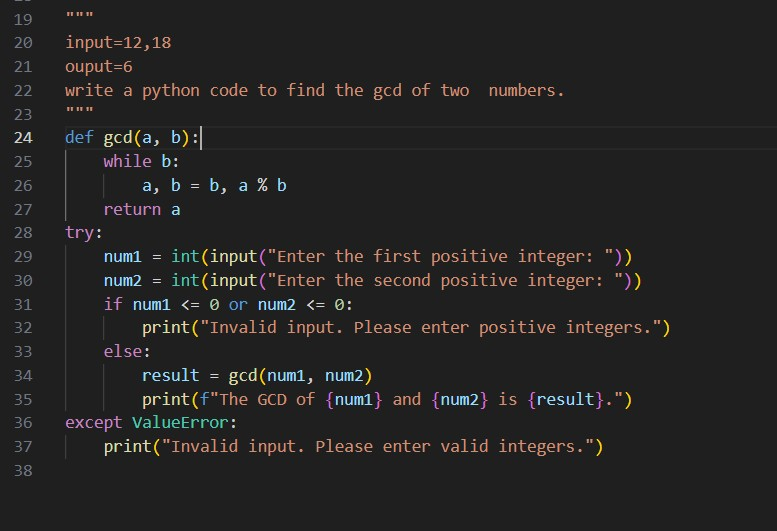 19 """
20 input=12,18
21 ouput=6
22 write a python code to find the gcd of two  numbers.
23 """
24 def gcd(a, b):
25     while b:
26         a, b = b, a % b
27     return a
28 try:
29     num1 = int(input("Enter the first positive integer: "))
30     num2 = int(input("Enter the second positive integer: "))
31     if num1 <= 0 or num2 <= 0:
32         print("Invalid input. Please enter positive integers.")
33     else:
34         result = gcd(num1, num2)
35         print(f"The GCD of {num1} and {num2} is {result}.")
36 except ValueError:
37     print("Invalid input. Please enter valid integers.")
38